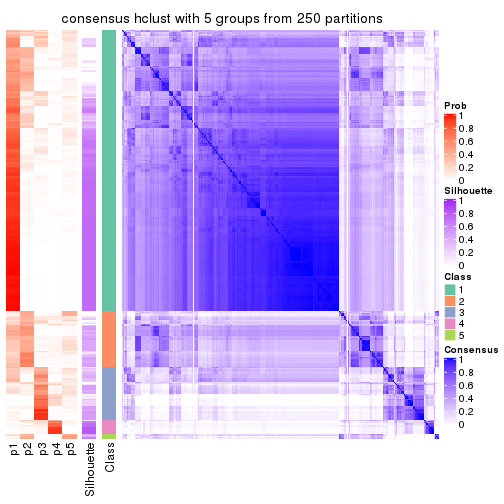 consensus hclust with 5 groups from 250 partitions
Prob
1
0.8
0.6
0.4
0.2
0
Silhouette
1
0.8
0.6
0.4
0.2
0
Class
1
2
3
4
5
Consensus
1
0.8
0.6
0.4
0.2
0
p1
p2
p3
p4
p5
Silhouette
Class